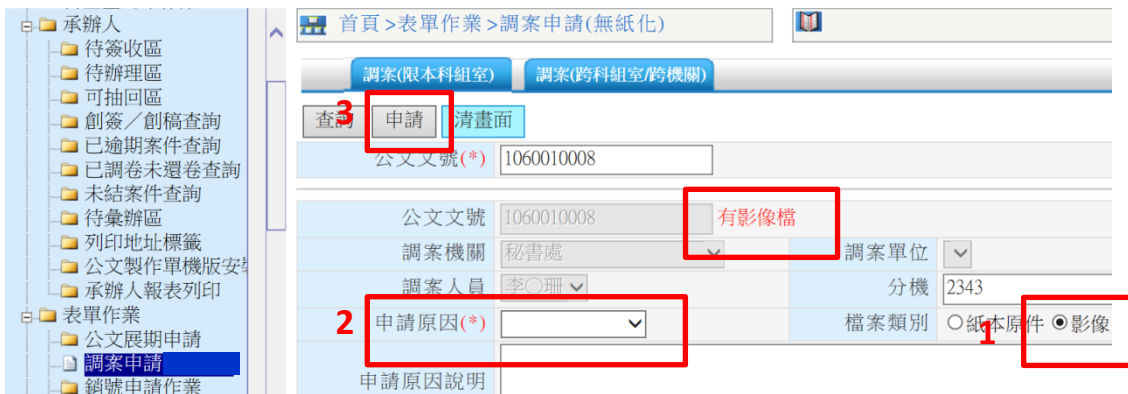 承辦人
待簽收區
待辦理區
可抽回區
創簽／創稿查詢
已逾期案件查詢
已調卷未還卷查詢
未結案件查詢
待彙辦區
列印地址標籤
公文製作單機版安裝
承辦人報表列印
表單作業
公文展期申請
調案申請
銷號申請作業
首頁>表單作業>調案申請(無紙化)
調案(限本科組室) 調案(跨科組室/跨機關)
3
查詢 申請 清畫面
公文文號(*) 1060010008
公文文號 1060010008 有影像檔
調案機關 秘書處 調案單位
調案人員 李○珊 分機 2343
2 申請原因(*) 檔案類別 紙本原件 影像
1
申請原因說明